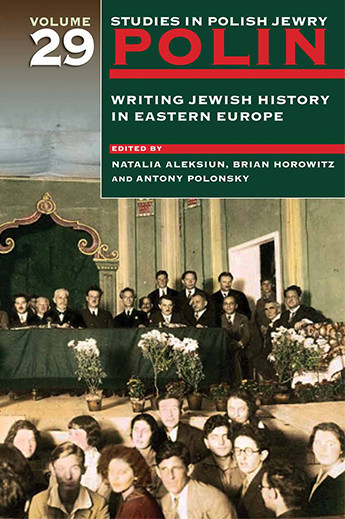 VOLUME
29
STUDIES IN POLISH JEWRY
POLIN
WRITING JEWISH HISTORY
IN EASTERN EUROPE
EDITED BY
NATALIA ALEKSIUN, BRIAN HOROWITZ
AND ANTONY POLONSKY